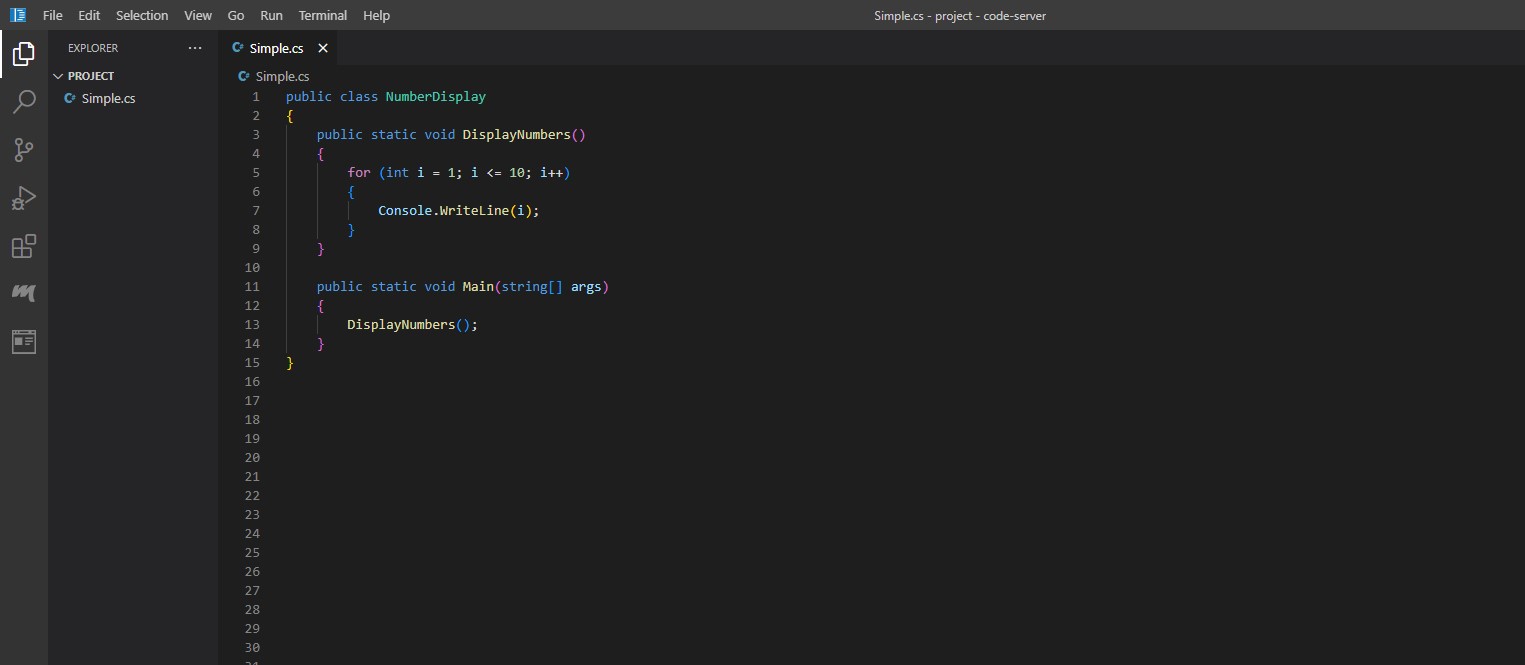 File Edit Selection View Go Run Terminal Help Simple.cs - project - code-server
EXPLORER ···
PROJECT
C# Simple.cs
C# Simple.cs ×
C# Simple.cs
1 public class NumberDisplay
2 {
3     public static void DisplayNumbers()
4     {
5         for (int i = 1; i <= 10; i++)
6         {
7             Console.WriteLine(i);
8         }
9     }
10
11     public static void Main(string[] args)
12     {
13         DisplayNumbers();
14     }
15 }
16
17
18
19
20
21
22
23
24
25
26
27
28
29
30